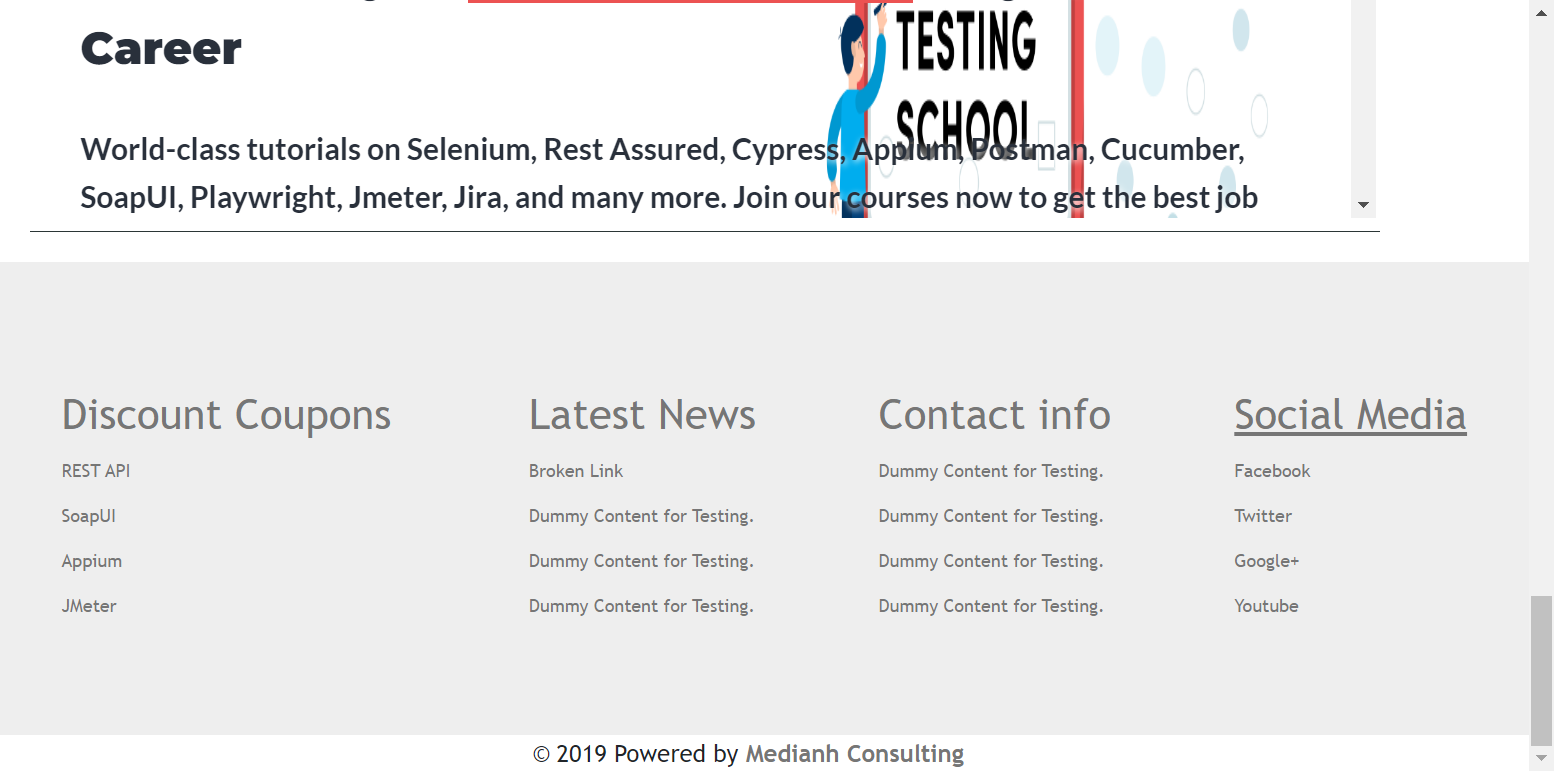 Career
TESTING
SCHOOL
World-class tutorials on Selenium, Rest Assured, Cypress, Appium, Postman, Cucumber,
SoapUI, Playwright, Jmeter, Jira, and many more. Join our courses now to get the best job
Discount Coupons
REST API
SoapUI
Appium
JMeter
Latest News
Broken Link
Dummy Content for Testing.
Dummy Content for Testing.
Dummy Content for Testing.
Contact info
Dummy Content for Testing.
Dummy Content for Testing.
Dummy Content for Testing.
Dummy Content for Testing.
Social Media
Facebook
Twitter
Google+
Youtube
© 2019 Powered by Medianh Consulting